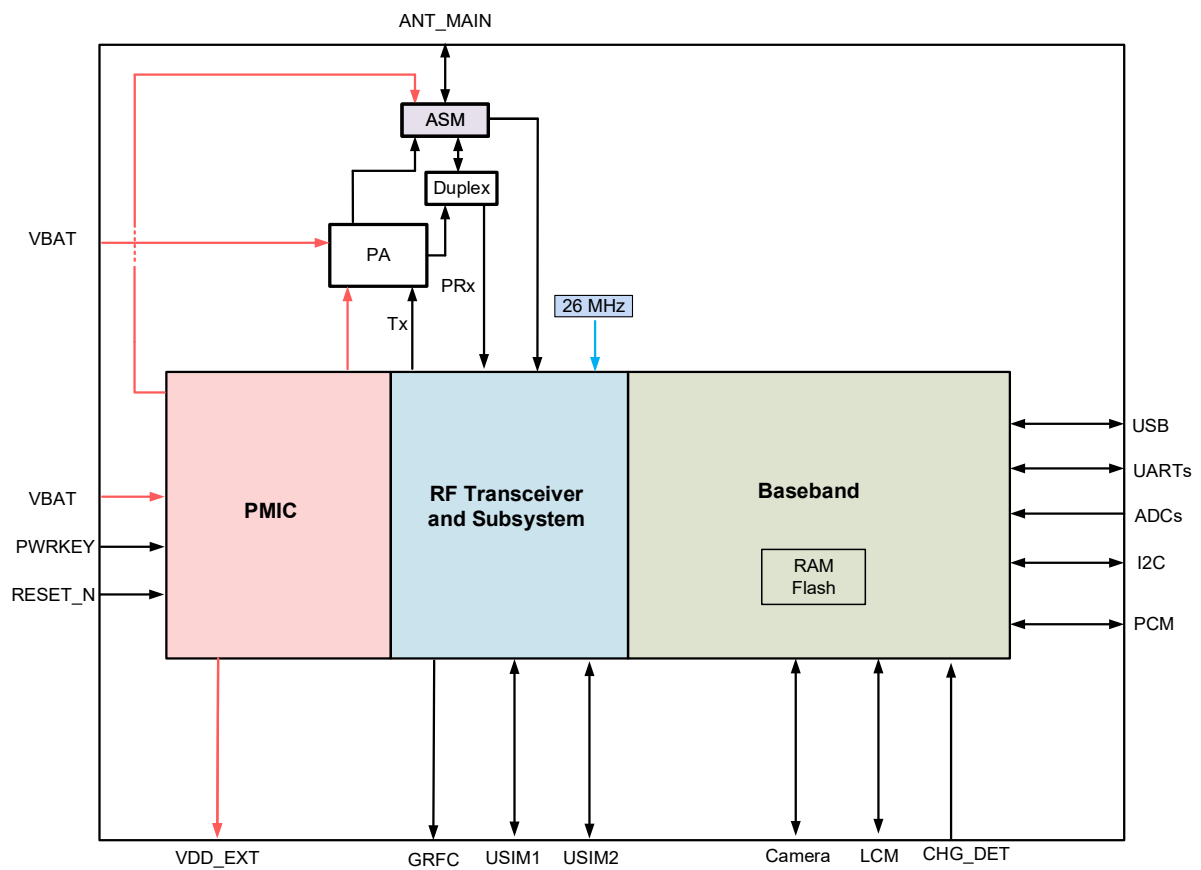 ANT_MAIN
ASM
Duplex
VBAT
PA
PRx
26 MHz
Tx
USB
UARTs
VBAT
PMIC
RF Transceiver
and Subsystem
Baseband
ADCs
PWRKEY
I2C
RAM
Flash
RESET_N
PCM
VDD_EXT
GRFC
USIM1
USIM2
Camera
LCM
CHG_DET